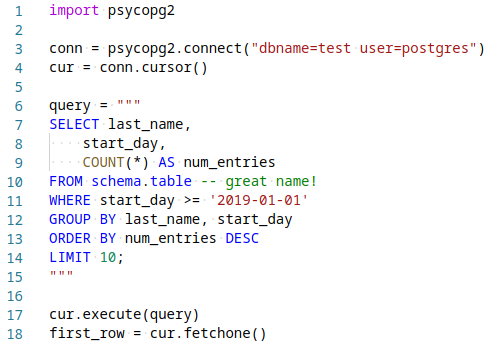 1 import psycopg2
2
3 conn = psycopg2.connect("dbname=test user=postgres")
4 cur = conn.cursor()
5
6 query = """
7 SELECT last_name,
8     start_day,
9     COUNT(*) AS num_entries
10 FROM schema.table -- great name!
11 WHERE start_day >= '2019-01-01'
12 GROUP BY last_name, start_day
13 ORDER BY num_entries DESC
14 LIMIT 10;
15 """
16
17 cur.execute(query)
18 first_row = cur.fetchone()